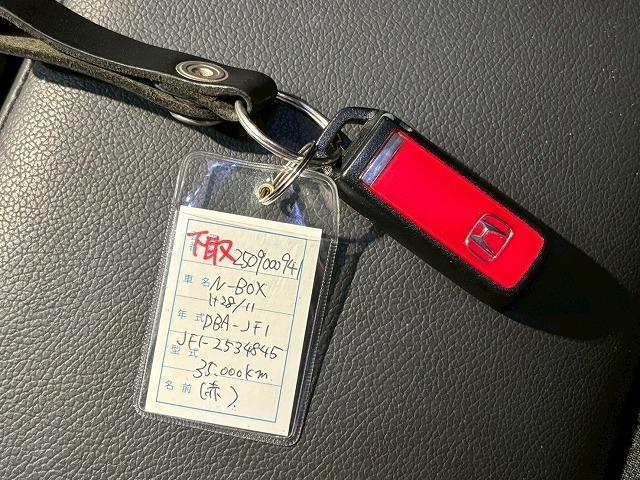 下取 250900094
車名 N-BOX
H28/11
年式 DBA-JF1
JF1-2534845
型式
35.000km
名前 (赤)